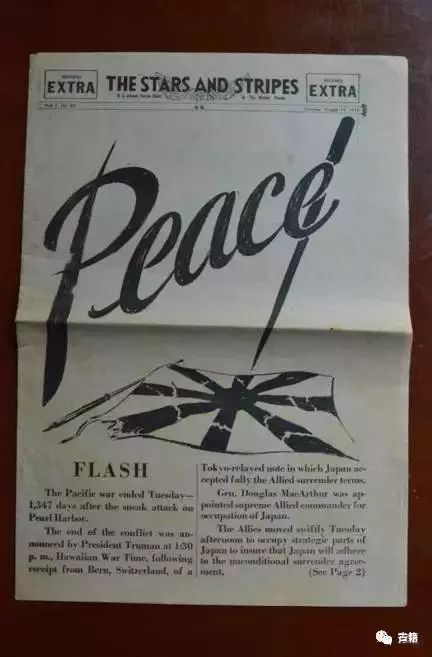 SECOND
EXTRA
THE STARS AND STRIPES
SECOND
EXTRA
Peace
FLASH
The Pacific war ended Tuesday—
1,347 days after the sneak attack on
Pearl Harbor.
The end of the conflict was an-
nounced by President Truman at 1:30
p. m., Hawaiian War Time, following
receipt from Bern, Switzerland, of a
Tokyo-relayed note in which Japan ac-
cepted fully the Allied surrender terms.
Gen. Douglas MacArthur was ap-
pointed supreme Allied commander for
occupation of Japan.
The Allies moved swiftly Tuesday
afternoon to occupy strategic parts of
Japan to insure that Japan will adhere
to the unconditional surrender agree-
ment. (See Page 2)